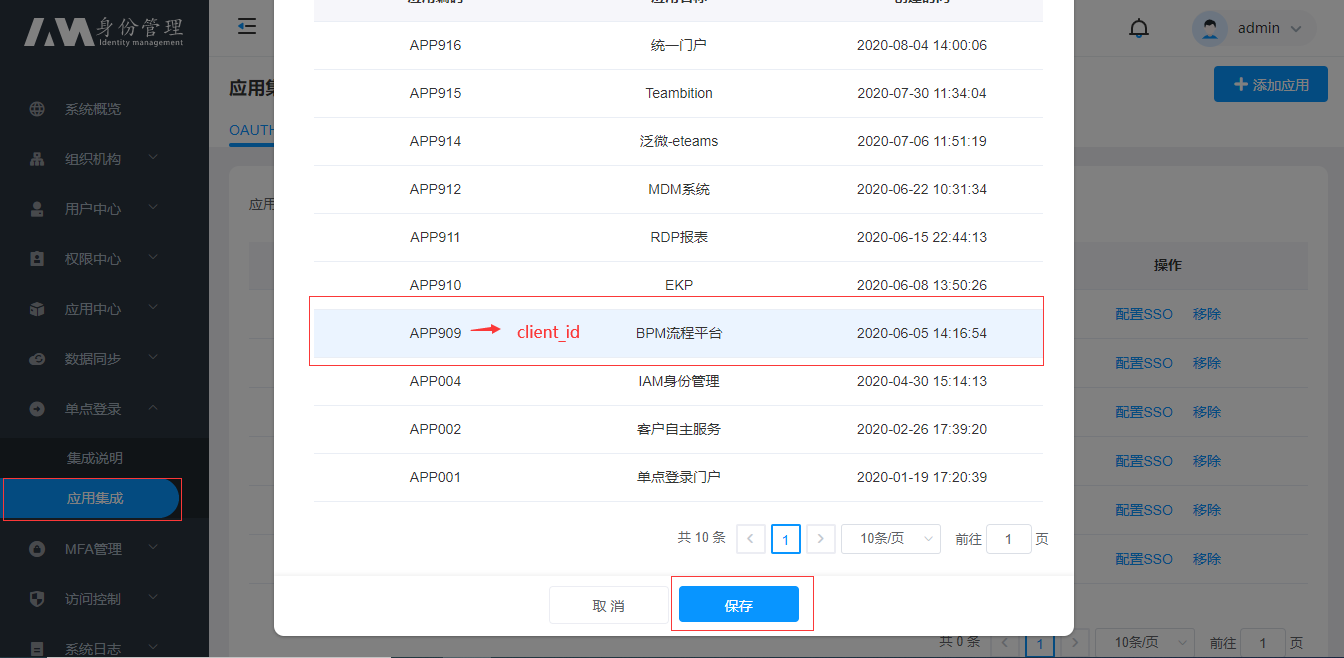 身份管理
Identity management
系统概览
组织机构
用户中心
权限中心
应用中心
数据同步
单点登录
集成说明
应用集成
MFA管理
访问控制
系统日志
admin
应用集
添加应用
OAUTH
应用
操作
配置SSO 移除
配置SSO 移除
配置SSO 移除
配置SSO 移除
配置SSO 移除
配置SSO 移除
共 0 条 1 10条/页 前往 1 页
应用编码 应用名称 创建时间
APP916 统一门户 2020-08-04 14:00:06
APP915 Teambition 2020-07-30 11:34:04
APP914 泛微-eteams 2020-07-06 11:51:19
APP912 MDM系统 2020-06-22 10:31:34
APP911 RDP报表 2020-06-15 22:44:13
APP910 EKP 2020-06-08 13:50:26
APP909 client_id BPM流程平台 2020-06-05 14:16:54
APP004 IAM身份管理 2020-04-30 15:14:13
APP002 客户自主服务 2020-02-26 17:39:20
APP001 单点登录门户 2020-01-19 17:20:39
共 10 条 1 10条/页 前往 1 页
取 消
保存